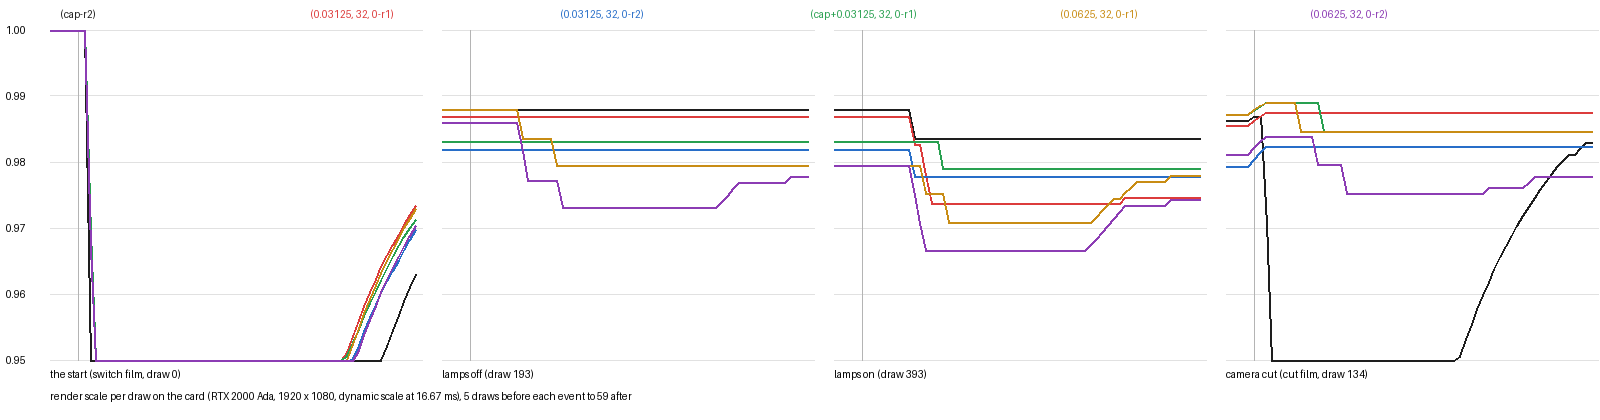 (cap-r2) (0.03125, 32, 0-r1) (0.03125, 32, 0-r2) (cap+0.03125, 32, 0-r1) (0.0625, 32, 0-r1) (0.0625, 32, 0-r2)
1.00
0.99
0.98
0.97
0.96
0.95
the start (switch film, draw 0) lamps off (draw 193) lamps on (draw 393) camera cut (cut film, draw 134)
render scale per draw on the card (RTX 2000 Ada, 1920 x 1080, dynamic scale at 16.67 ms), 5 draws before each event to 59 after